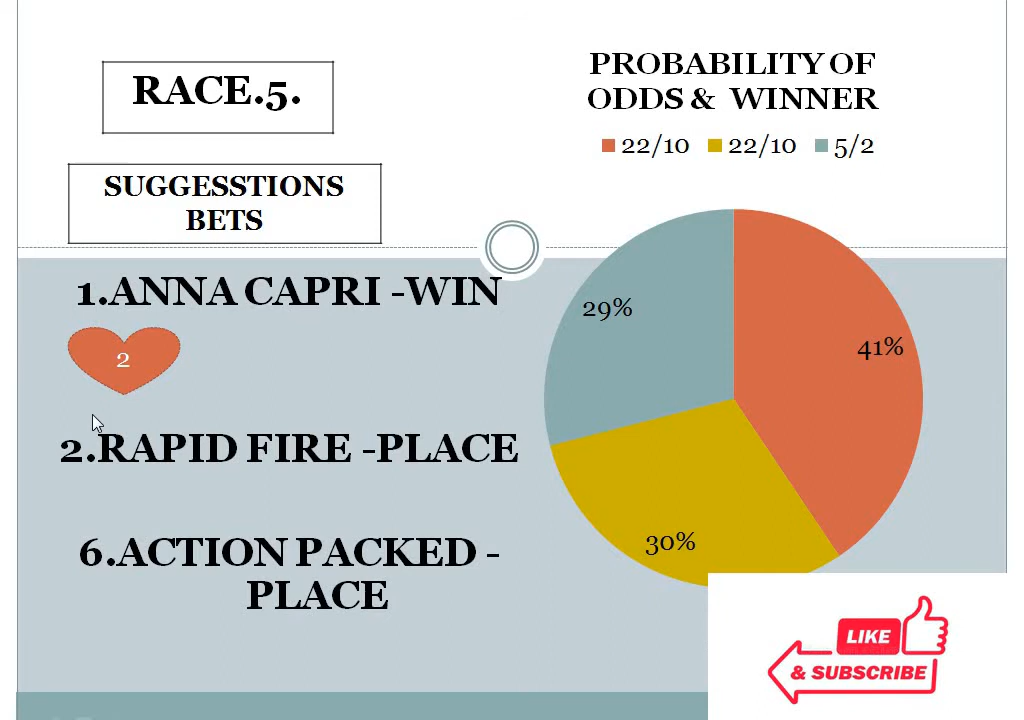 RACE.5.
SUGGESSTIONS
BETS
1.ANNA CAPRI -WIN
2
2.RAPID FIRE -PLACE
6.ACTION PACKED -
PLACE
PROBABILITY OF
ODDS & WINNER
22/10 22/10 5/2
29%
41%
30%
LIKE
& SUBSCRIBE